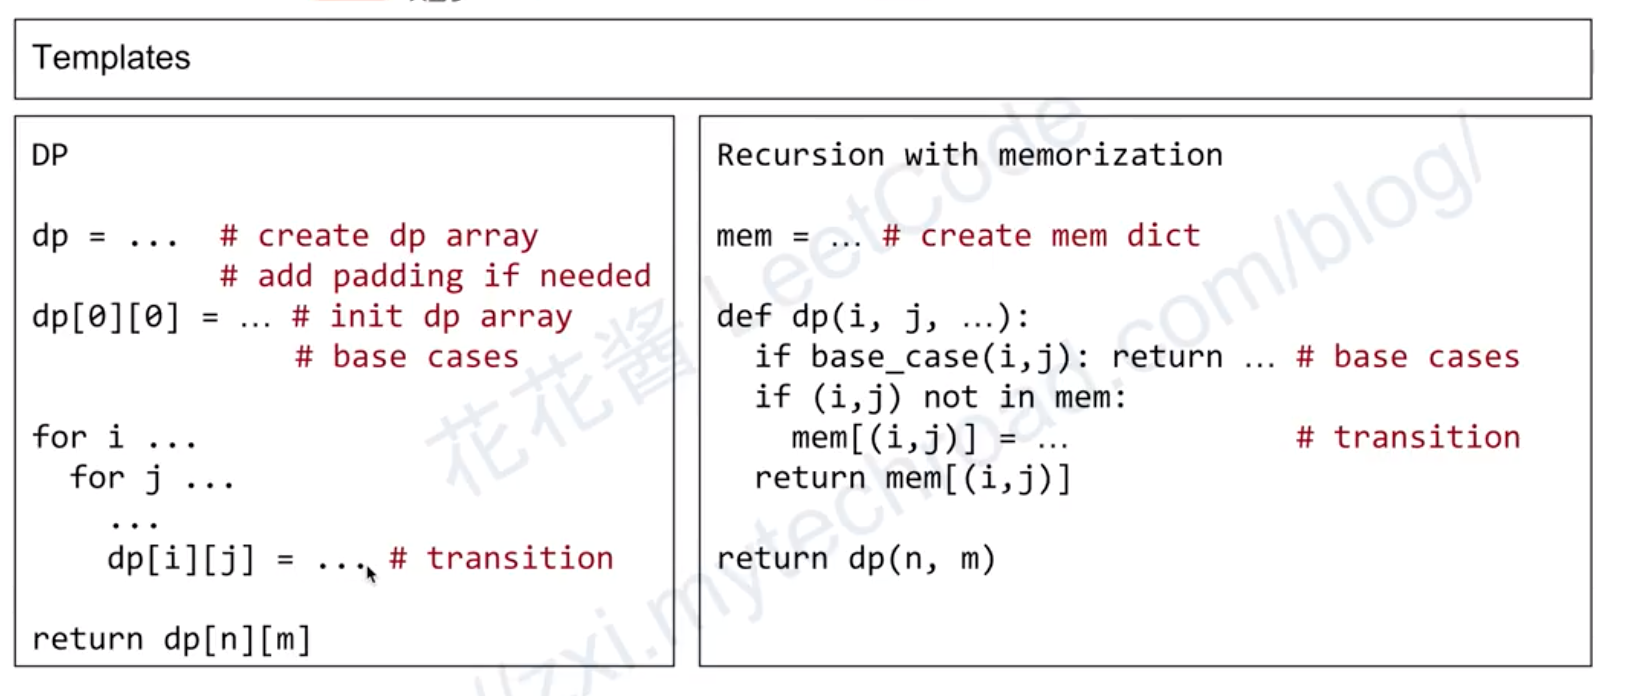 Templates
DP
dp = ... # create dp array
# add padding if needed
dp[0][0] = … # init dp array
# base cases
for i ...
for j ...
...
dp[i][j] = ... # transition
return dp[n][m]
Recursion with memorization
mem = … # create mem dict
def dp(i, j, …):
if base_case(i,j): return … # base cases
if (i,j) not in mem:
mem[(i,j)] = … # transition
return mem[(i,j)]
return dp(n, m)
花花酱 LeetCode
//zxi.mytechroad.com/blog/